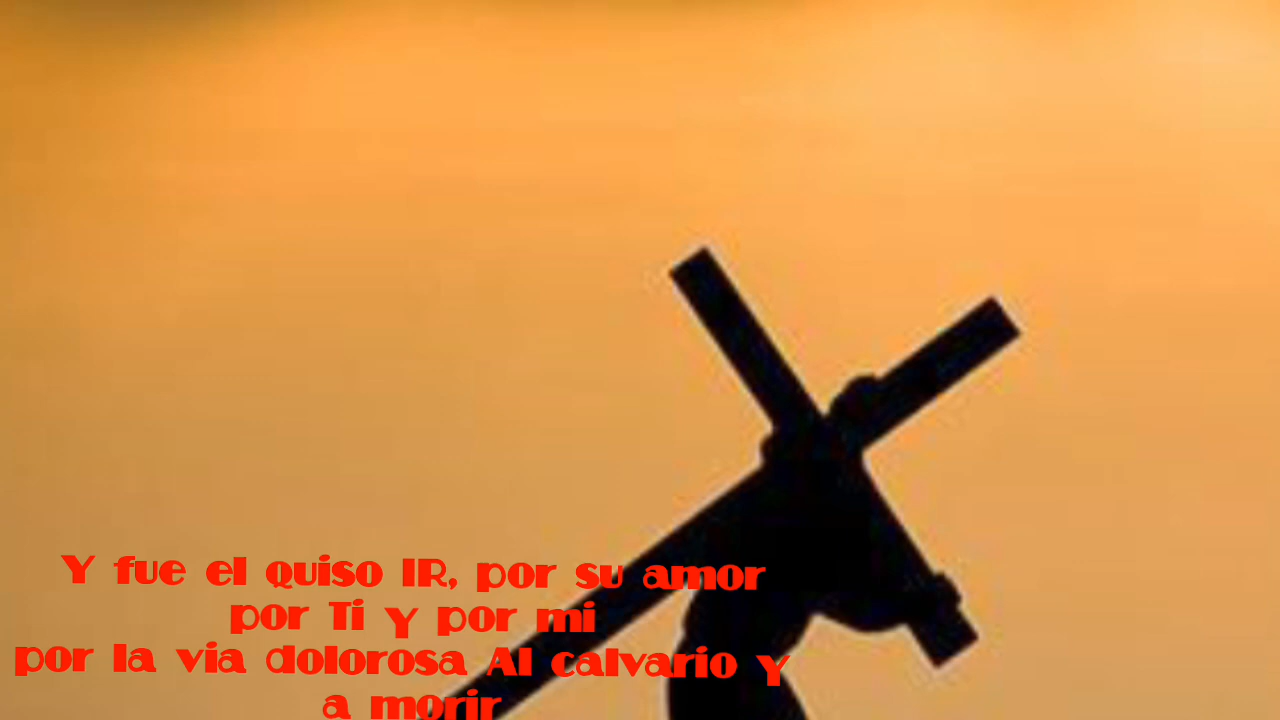 Y fue el quiso IR, por su amor
por Ti Y por mi
por la via dolorosa Al calvario Y
a morir